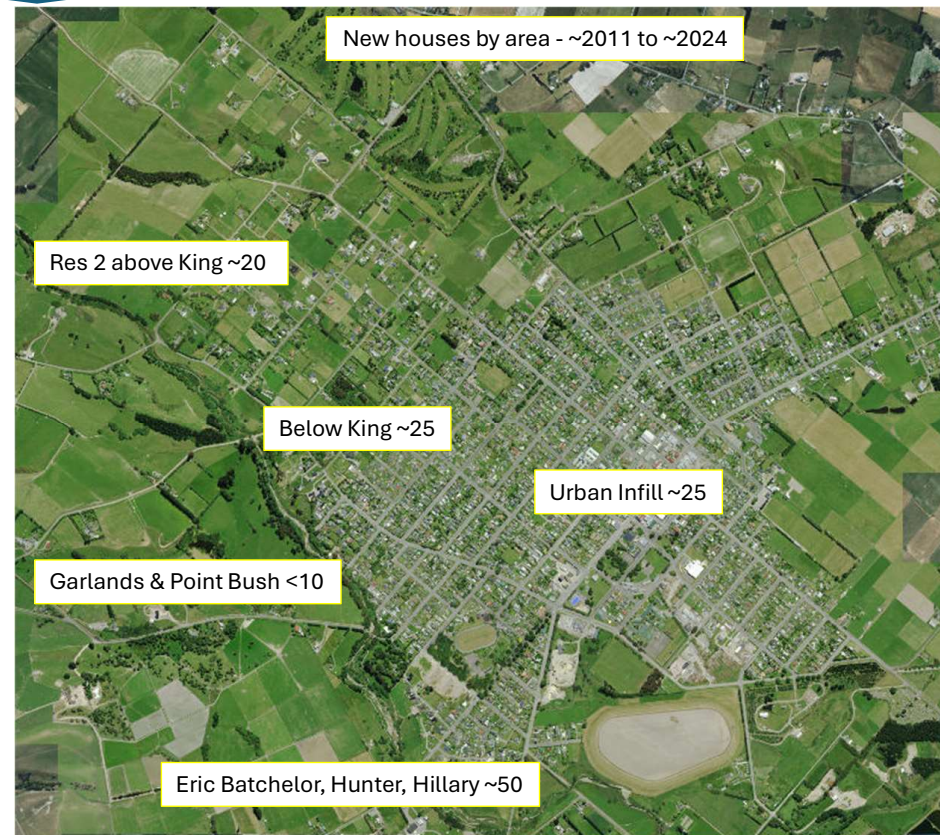 New houses by area - ~2011 to ~2024
Res 2 above King ~20
Below King ~25
Urban Infill ~25
Garlands & Point Bush <10
Eric Batchelor, Hunter, Hillary ~50